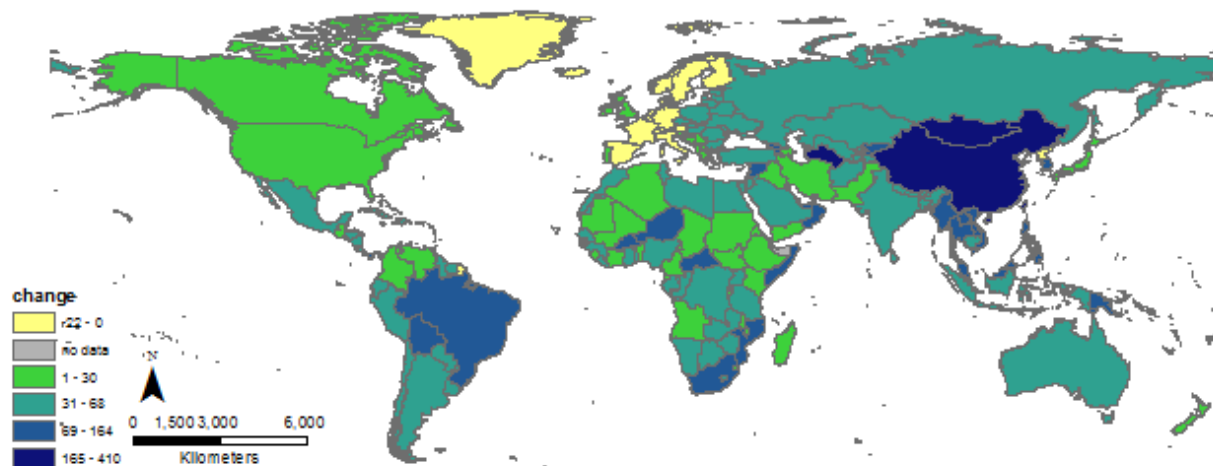 change
-22 - 0
no data
1 - 30
31 - 68
69 - 164
165 - 410
N
0 1,500 3,000 6,000
Kilometers